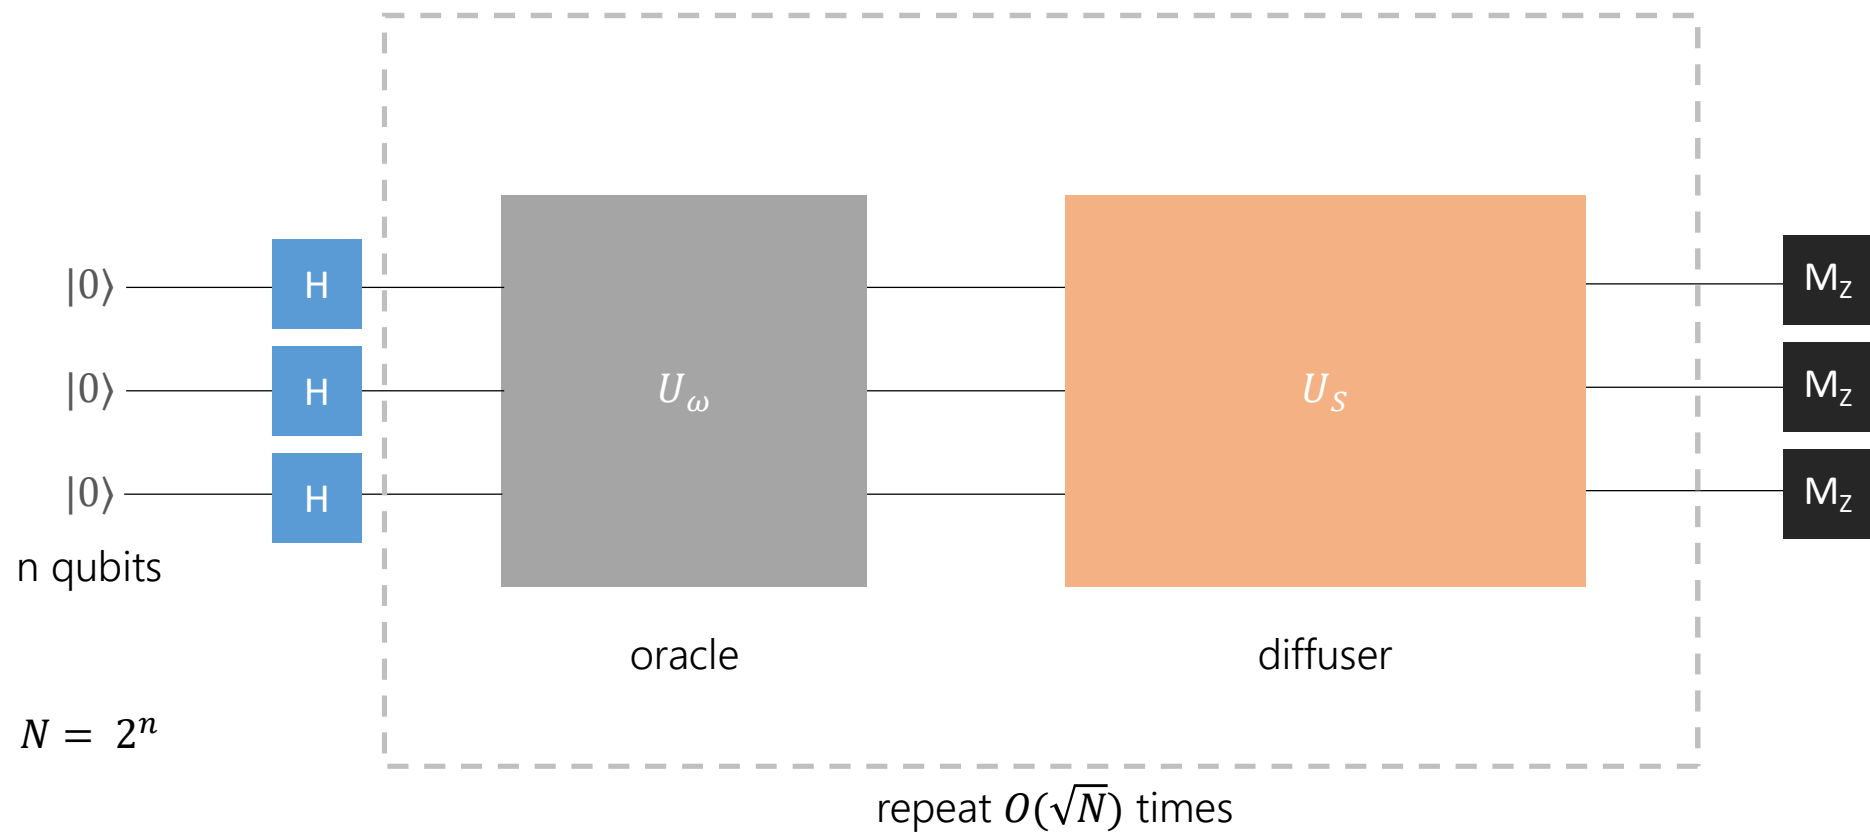 |0⟩ H M_Z
|0⟩ H U_ω U_S M_Z
|0⟩ H M_Z
n qubits
oracle diffuser
N = 2^n
repeat O(√N) times